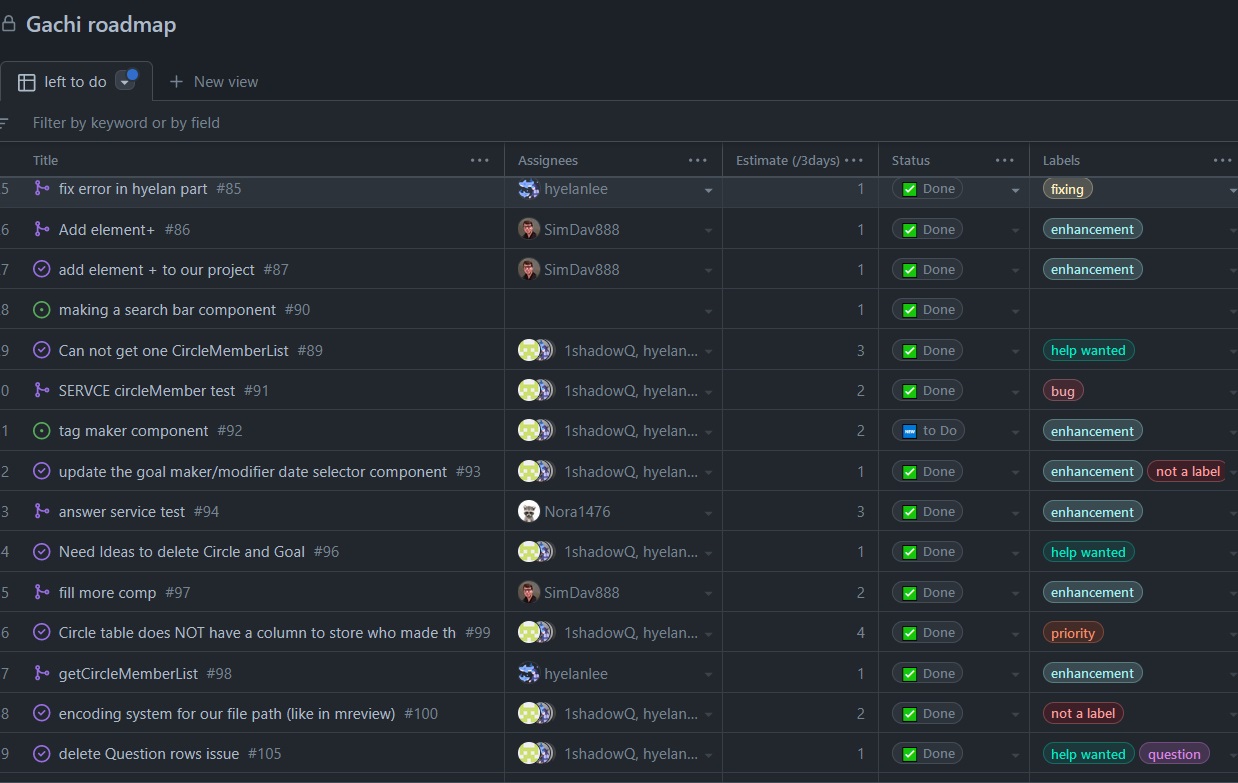 Gachi roadmap
left to do + New view
Filter by keyword or by field
Title ... Assignees ... Estimate (/3days) ... Status ... Labels ...
5 fix error in hyelan part #85 hyelanlee 1 Done fixing
6 Add element+ #86 SimDav888 1 Done enhancement
7 add element + to our project #87 SimDav888 1 Done enhancement
8 making a search bar component #90 1 Done
9 Can not get one CircleMemberList #89 1shadowQ, hyelan... 3 Done help wanted
0 SERVCE circleMember test #91 1shadowQ, hyelan... 2 Done bug
1 tag maker component #92 1shadowQ, hyelan... 2 to Do enhancement
2 update the goal maker/modifier date selector component #93 1shadowQ, hyelan... 1 Done enhancement not a label
3 answer service test #94 Nora1476 3 Done enhancement
4 Need Ideas to delete Circle and Goal #96 1shadowQ, hyelan... 1 Done help wanted
5 fill more comp #97 SimDav888 2 Done enhancement
6 Circle table does NOT have a column to store who made th #99 1shadowQ, hyelan... 4 Done priority
7 getCircleMemberList #98 hyelanlee 1 Done enhancement
8 encoding system for our file path (like in mreview) #100 1shadowQ, hyelan... 2 Done not a label
9 delete Question rows issue #105 1shadowQ, hyelan... 1 Done help wanted question